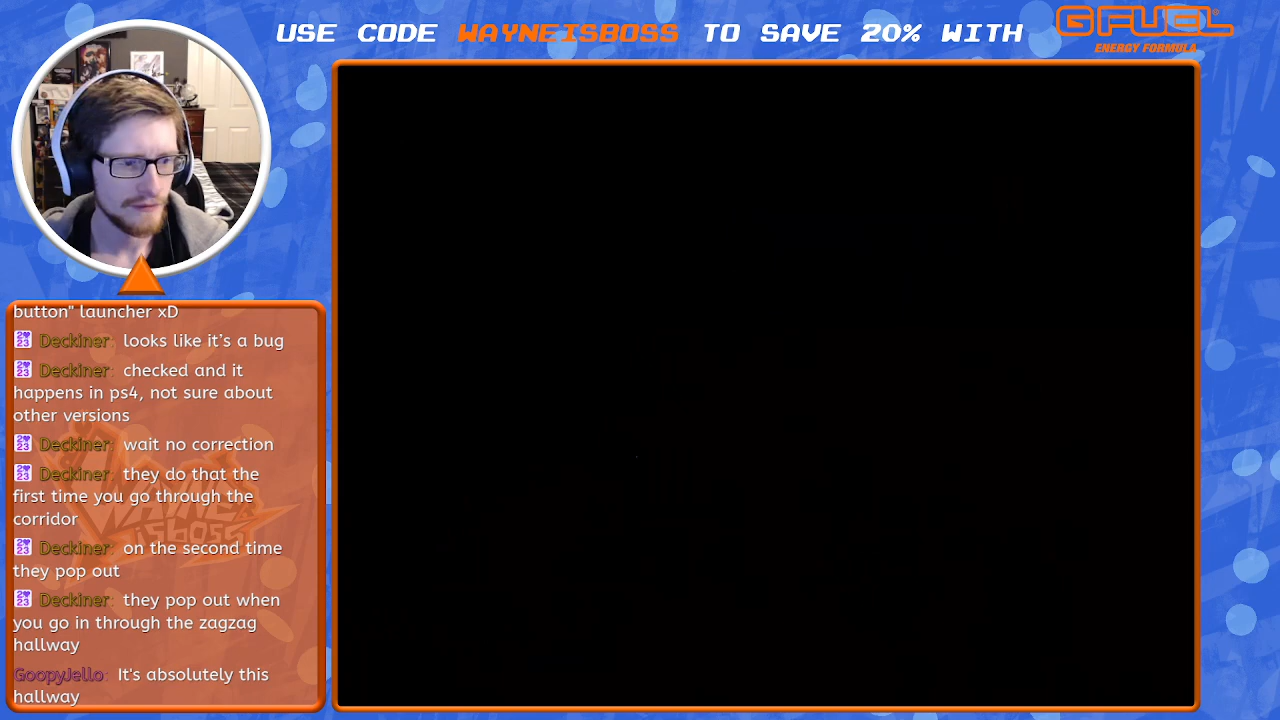 USE CODE WAYNEISBOSS TO SAVE 20% WITH
GFUEL®
ENERGY FORMULA
button" launcher xD
Deckiner: looks like it's a bug
Deckiner: checked and it
happens in ps4, not sure about
other versions
Deckiner: wait no correction
Deckiner: they do that the
first time you go through the
corridor
Deckiner: on the second time
they pop out
Deckiner: they pop out when
you go in through the zagzag
hallway
GoopyJello: It's absolutely this
hallway
WAYNE
isboss